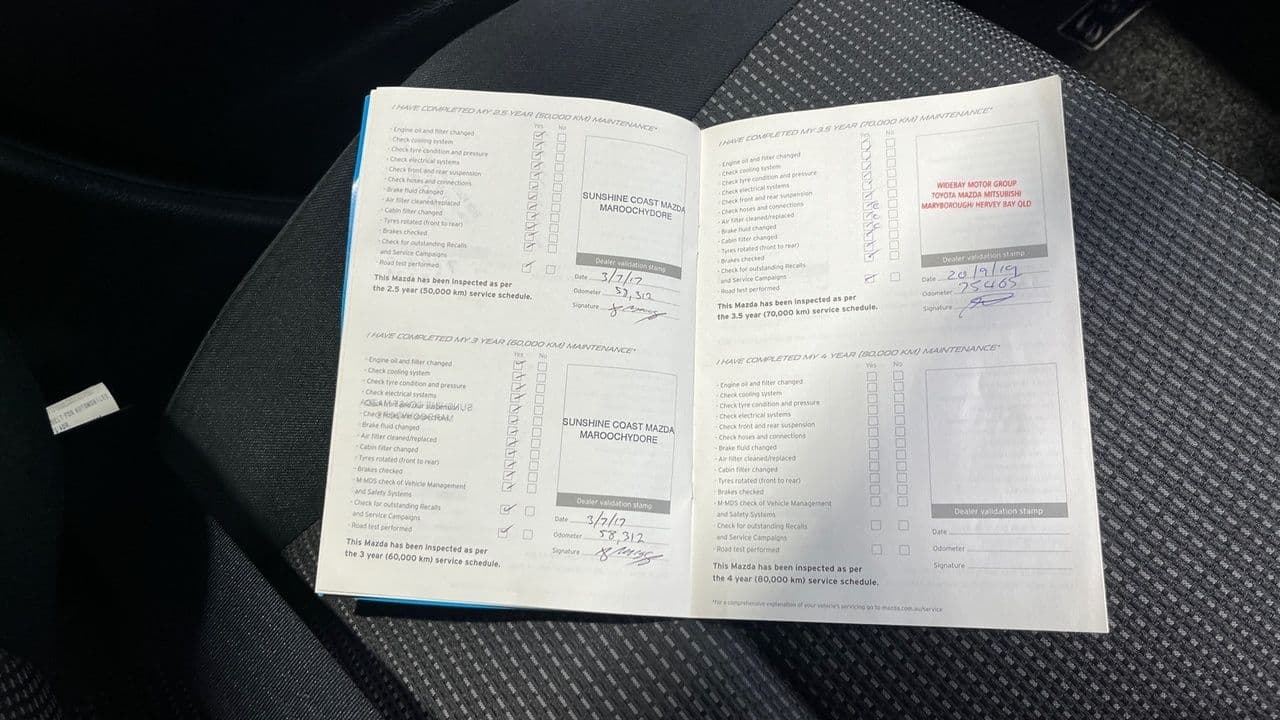 I HAVE COMPLETED MY 2.5 YEAR (50,000 KM) MAINTENANCE*
Yes No
· Engine oil and filter changed
· Check cooling system
· Check tyre condition and pressure
· Check electrical systems
· Check front and rear suspension
· Check hoses and connections
· Brake fluid changed
· Air filter cleaned/replaced
· Cabin filter changed
· Tyres rotated (front to rear)
· Brakes checked
· Check for outstanding Recalls
and Service Campaigns
· Road test performed
This Mazda has been inspected as per
the 2.5 year (50,000 km) service schedule.
SUNSHINE COAST MAZDA
MAROOCHYDORE
Dealer validation stamp
Date 3/7/17
Odometer 58,312
Signature
I HAVE COMPLETED MY 3 YEAR (60,000 KM) MAINTENANCE*
Yes No
· Engine oil and filter changed
· Check cooling system
· Check tyre condition and pressure
· Check electrical systems
· Check front and rear suspension
· Check hoses and connections
· Brake fluid changed
· Air filter cleaned/replaced
· Cabin filter changed
· Tyres rotated (front to rear)
· Brakes checked
· M-MDS check of Vehicle Management
and Safety Systems
· Check for outstanding Recalls
and Service Campaigns
· Road test performed
This Mazda has been inspected as per
the 3 year (60,000 km) service schedule.
SUNSHINE COAST MAZDA
MAROOCHYDORE
Dealer validation stamp
Date 3/7/17
Odometer 58,312
Signature
I HAVE COMPLETED MY 3.5 YEAR (70,000 KM) MAINTENANCE*
Yes No
· Engine oil and filter changed
· Check cooling system
· Check tyre condition and pressure
· Check electrical systems
· Check front and rear suspension
· Check hoses and connections
· Air filter cleaned/replaced
· Brake fluid changed
· Cabin filter changed
· Tyres rotated (front to rear)
· Brakes checked
· Check for outstanding Recalls
and Service Campaigns
· Road test performed
This Mazda has been inspected as per
the 3.5 year (70,000 km) service schedule.
WIDEBAY MOTOR GROUP
TOYOTA MAZDA MITSUBISHI
MARYBOROUGH/ HERVEY BAY QLD
Dealer validation stamp
Date 20/9/19
Odometer 75465
Signature
I HAVE COMPLETED MY 4 YEAR (80,000 KM) MAINTENANCE*
Yes No
· Engine oil and filter changed
· Check cooling system
· Check tyre condition and pressure
· Check electrical systems
· Check front and rear suspension
· Check hoses and connections
· Brake fluid changed
· Air filter cleaned/replaced
· Cabin filter changed
· Tyres rotated (front to rear)
· Brakes checked
· M-MDS check of Vehicle Management
and Safety Systems
· Check for outstanding Recalls
and Service Campaigns
· Road test performed
This Mazda has been inspected as per
the 4 year (80,000 km) service schedule.
Dealer validation stamp
Date
Odometer
Signature
*For a comprehensive explanation of your vehicle's servicing go to mazda.com.au/service